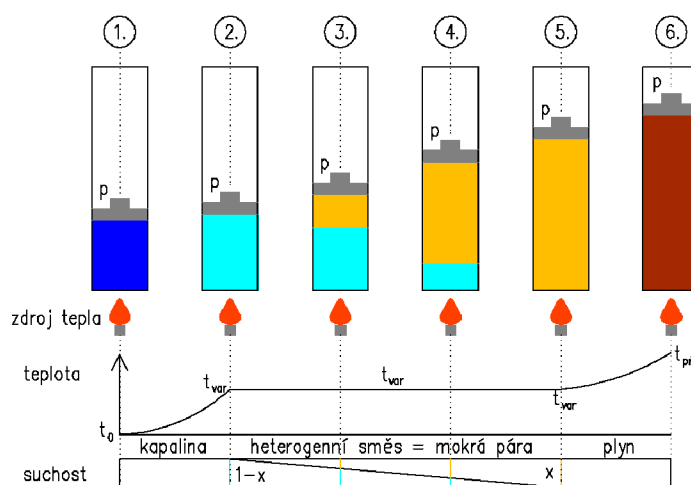 1. 2. 3. 4. 5. 6.
p p p p p p
zdroj tepla
teplota t_var t_var t_var
t_0
kapalina heterogenní směs = mokrá pára plyn
suchost 1-x x